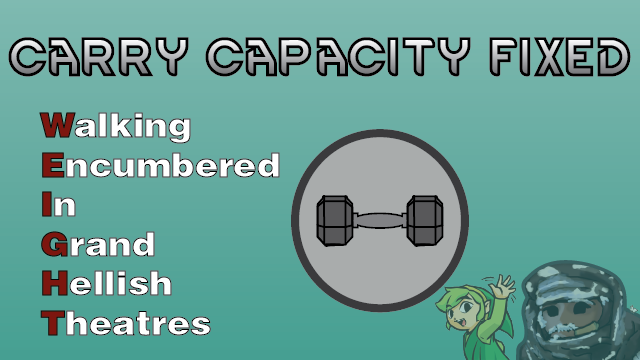 CARRY CAPACITY FIXED
Walking
Encumbered
In
Grand
Hellish
Theatres